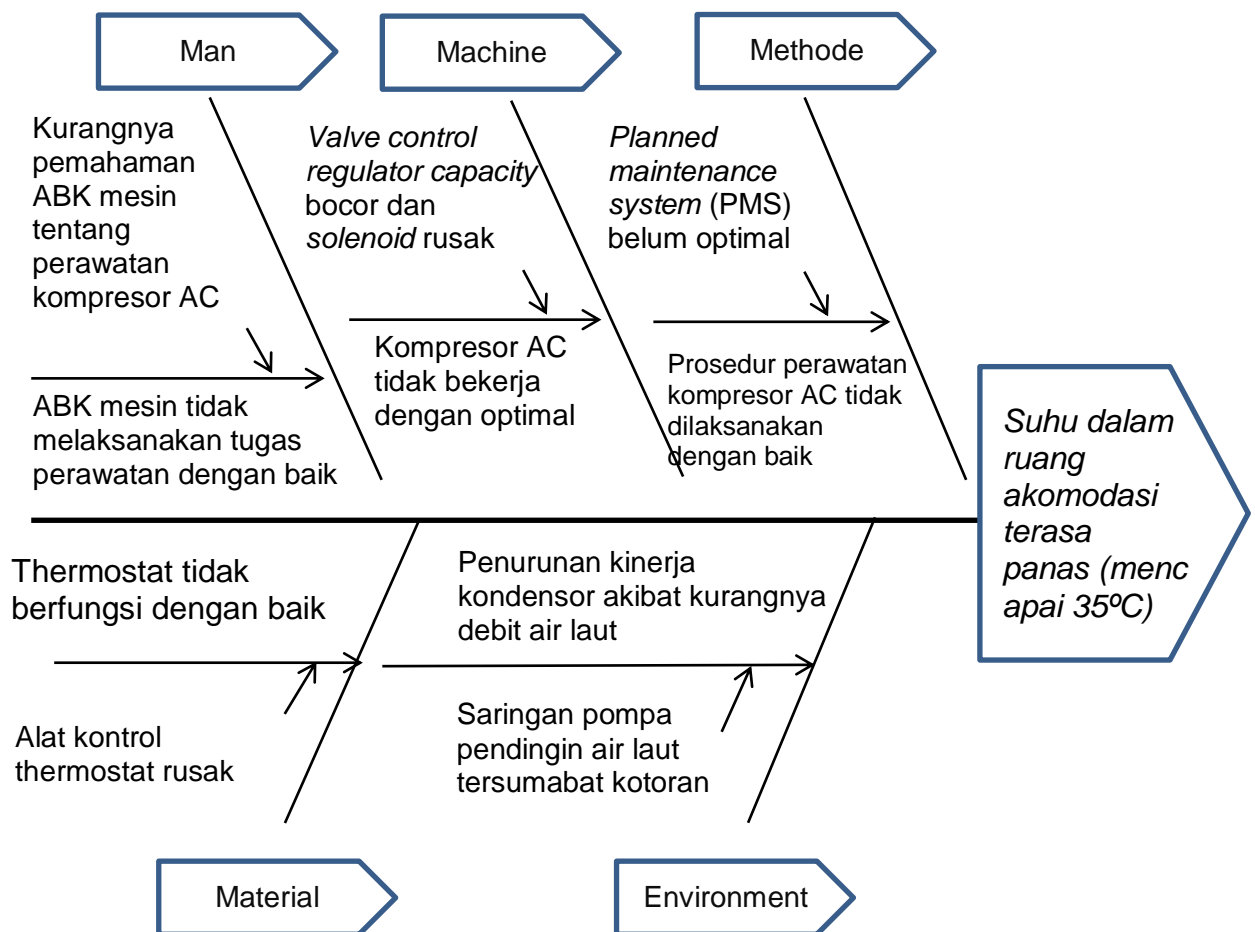 Man
Machine
Methode
Kurangnya
pemahaman
ABK mesin
tentang
perawatan
kompresor AC
Valve control
regulator capacity
bocor dan
solenoid rusak
Planned
maintenance
system (PMS)
belum optimal
ABK mesin tidak
melaksanakan tugas
perawatan dengan baik
Kompresor AC
tidak bekerja
dengan optimal
Prosedur perawatan
kompresor AC tidak
dilaksanakan
dengan baik
Suhu dalam
ruang
akomodasi
terasa
panas (menc
apai 35ºC)
Thermostat tidak
berfungsi dengan baik
Penurunan kinerja
kondensor akibat kurangnya
debit air laut
Alat kontrol
thermostat rusak
Saringan pompa
pendingin air laut
tersumabat kotoran
Material
Environment